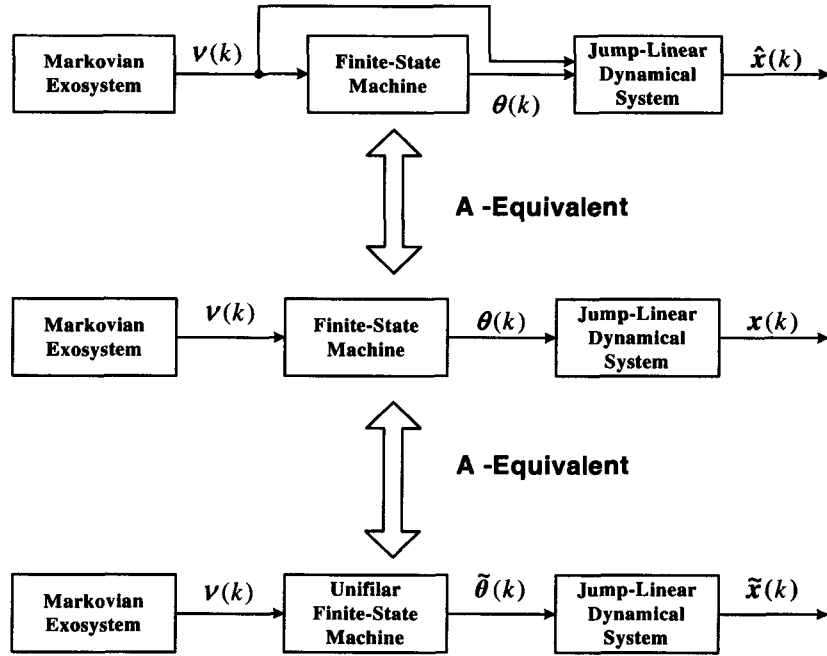 Markovian
Exosystem
ν(k)
Finite-State
Machine
θ(k)
Jump-Linear
Dynamical
System
x̂(k)
A -Equivalent
Markovian
Exosystem
ν(k)
Finite-State
Machine
θ(k)
Jump-Linear
Dynamical
System
x(k)
A -Equivalent
Markovian
Exosystem
ν(k)
Unifilar
Finite-State
Machine
θ̃(k)
Jump-Linear
Dynamical
System
x̃(k)